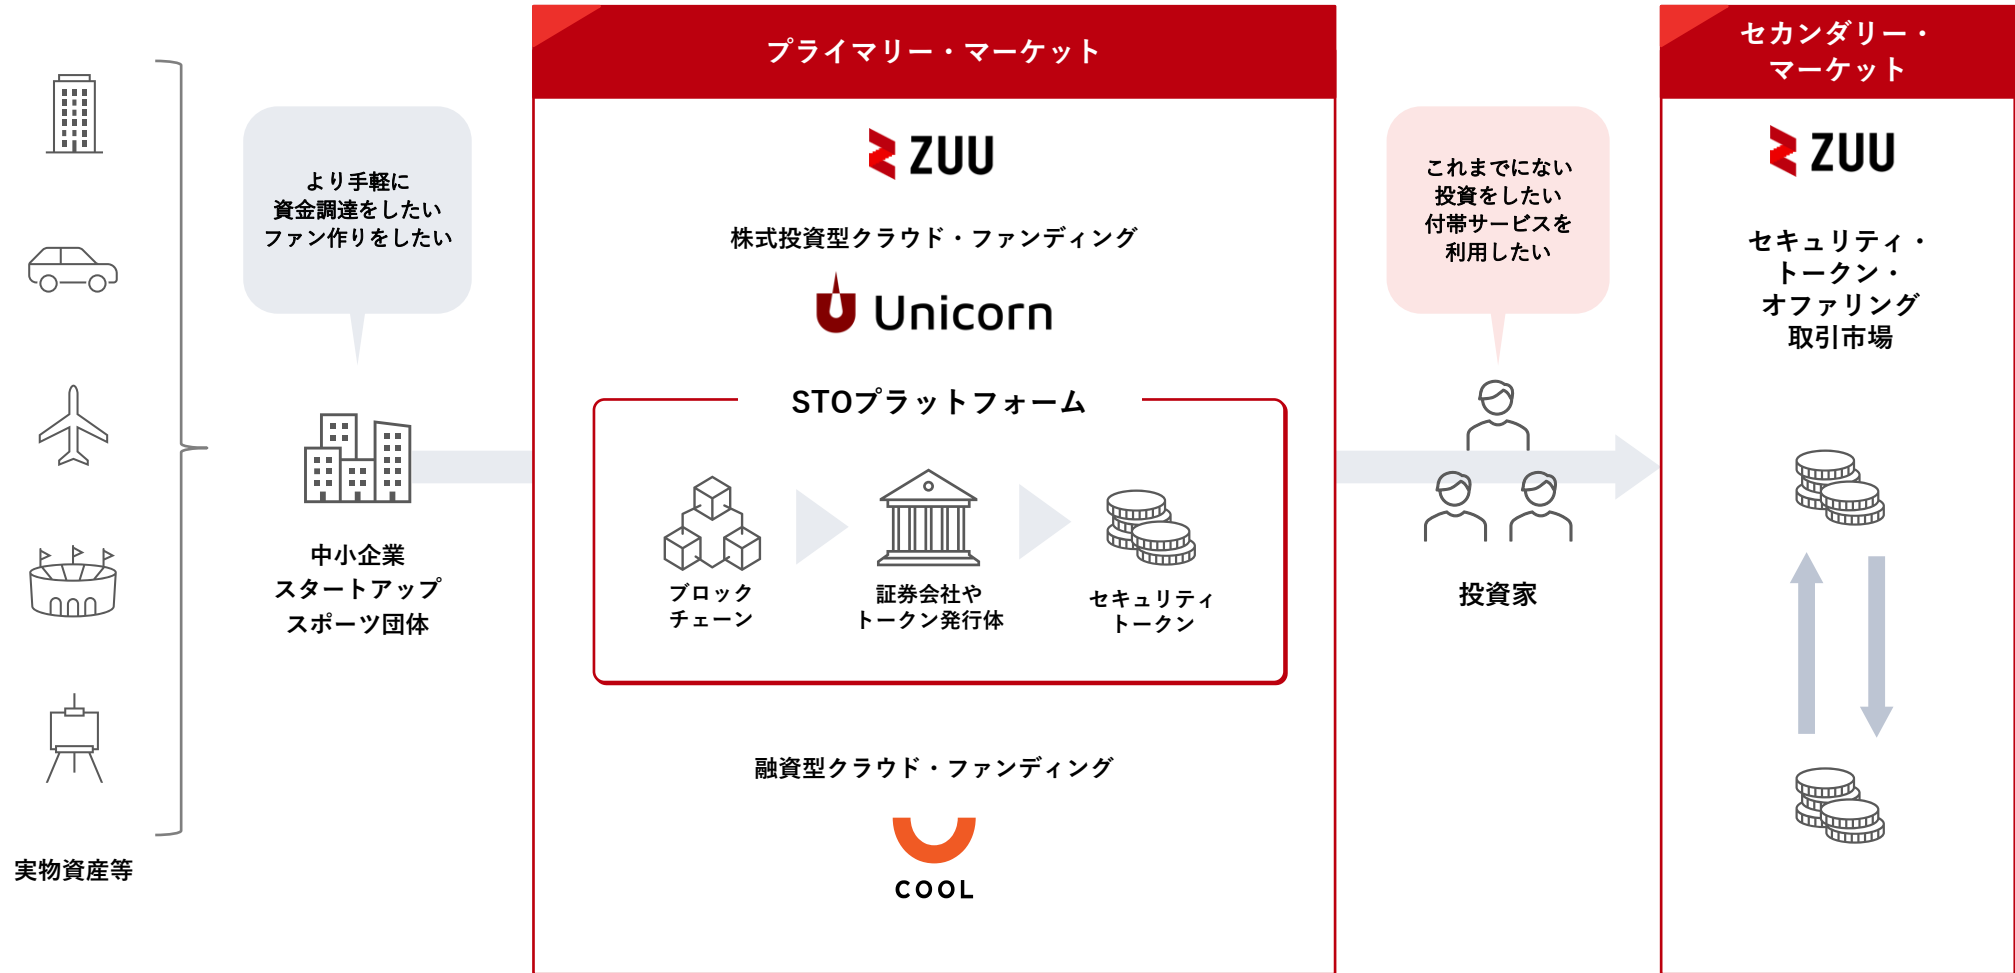 実物資産等
より手軽に
資金調達をしたい
ファン作りをしたい
中小企業
スタートアップ
スポーツ団体
プライマリー・マーケット
ZUU
株式投資型クラウド・ファンディング
Unicorn
STOプラットフォーム
ブロック
チェーン
証券会社や
トークン発行体
セキュリティ
トークン
融資型クラウド・ファンディング
COOL
これまでにない
投資をしたい
付帯サービスを
利用したい
投資家
セカンダリー・
マーケット
ZUU
セキュリティ・
トークン・
オファリング
取引市場